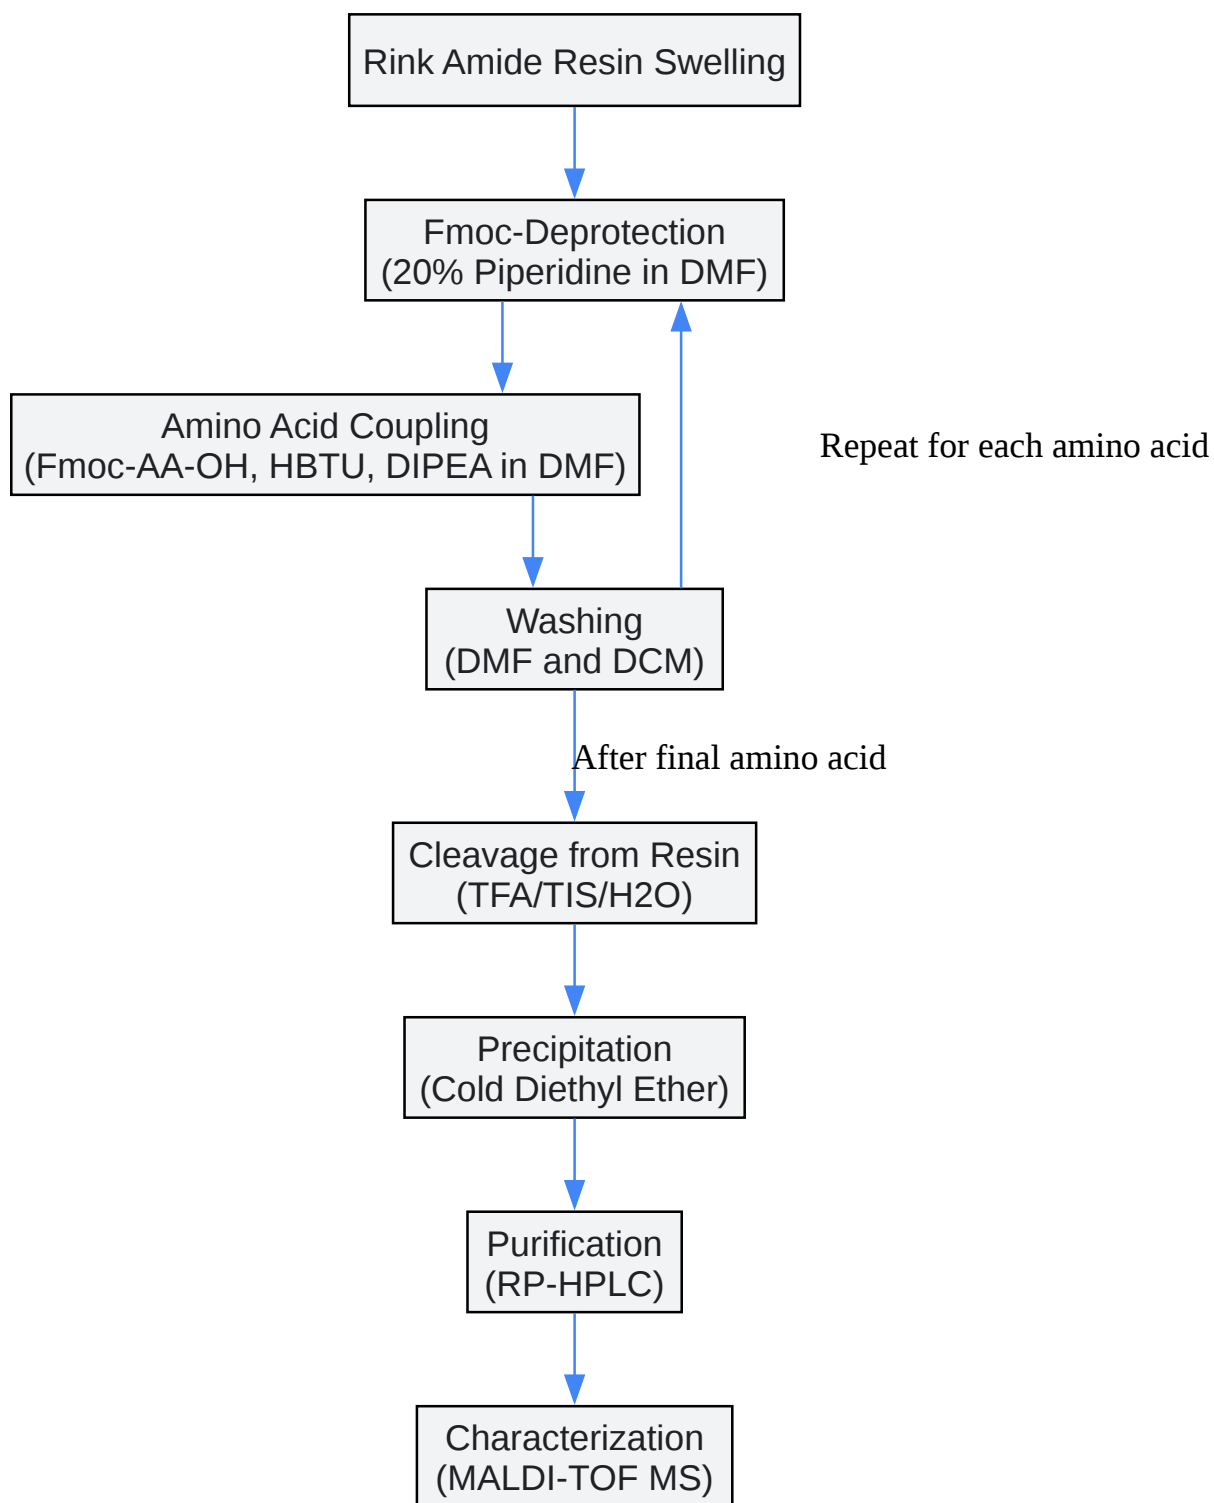 Rink Amide Resin Swelling
Fmoc-Deprotection
(20% Piperidine in DMF)
Amino Acid Coupling
(Fmoc-AA-OH, HBTU, DIPEA in DMF)
Repeat for each amino acid
Washing
(DMF and DCM)
After final amino acid
Cleavage from Resin
(TFA/TIS/H2O)
Precipitation
(Cold Diethyl Ether)
Purification
(RP-HPLC)
Characterization
(MALDI-TOF MS)